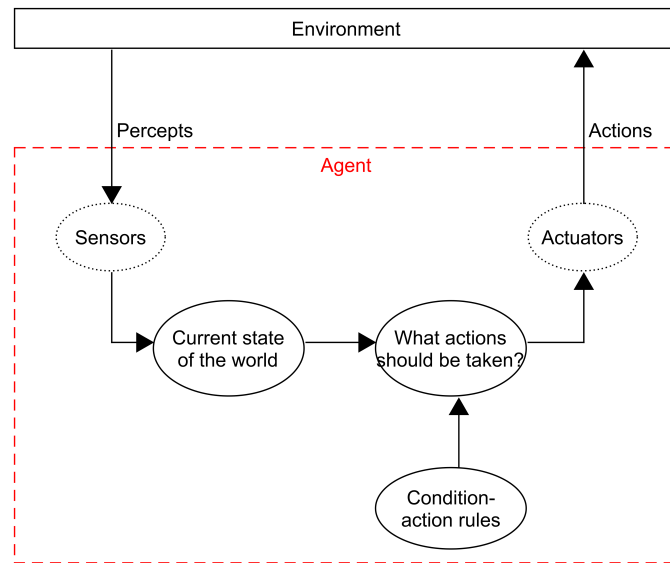 Environment
Percepts
Actions
Agent
Sensors
Actuators
Current state
of the world
What actions
should be taken?
Condition-
action rules